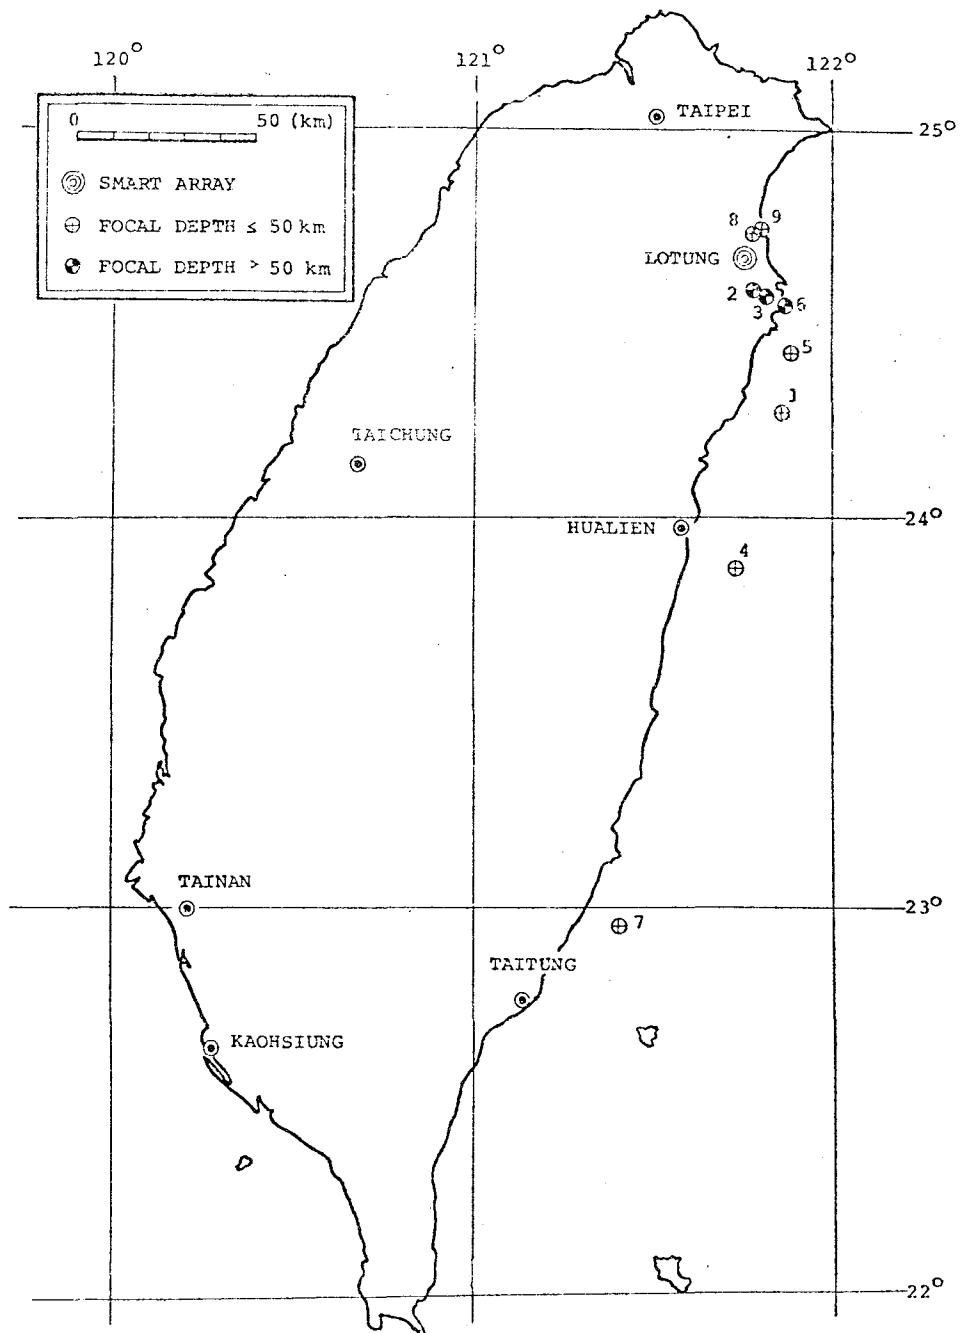 120°
121°
122°
0 50 (km)
SMART ARRAY
FOCAL DEPTH ≤ 50 km
FOCAL DEPTH > 50 km
TAIPEI
25°
8
9
LOTUNG
2
3
6
5
1
TAICHUNG
24°
HUALIEN
4
TAINAN
23°
7
TAITUNG
KAOHSIUNG
22°